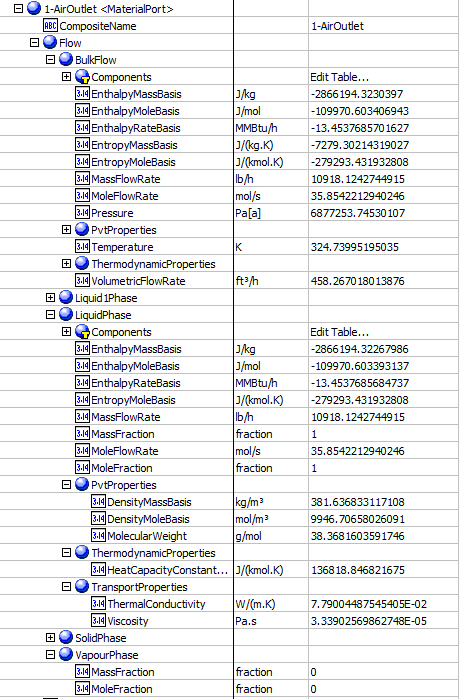 1-AirOutlet <MaterialPort>
CompositeName 1-AirOutlet
Flow
BulkFlow
Components Edit Table...
EnthalpyMassBasis J/kg -2866194.3230397
EnthalpyMoleBasis J/mol -109970.603406943
EnthalpyRateBasis MMBtu/h -13.4537685701627
EntropyMassBasis J/(kg.K) -7279.30214319027
EntropyMoleBasis J/(kmol.K) -279293.431932808
MassFlowRate lb/h 10918.1242744915
MoleFlowRate mol/s 35.8542212940246
Pressure Pa[a] 6877253.74530107
PvtProperties
Temperature K 324.73995195035
ThermodynamicProperties
VolumetricFlowRate ft³/h 458.267018013876
Liquid1Phase
LiquidPhase
Components Edit Table...
EnthalpyMassBasis J/kg -2866194.32267986
EnthalpyMoleBasis J/mol -109970.603393137
EnthalpyRateBasis MMBtu/h -13.4537685684737
EntropyMoleBasis J/(kmol.K) -279293.431932808
MassFlowRate lb/h 10918.1242744915
MassFraction fraction 1
MoleFlowRate mol/s 35.8542212940246
MoleFraction fraction 1
PvtProperties
DensityMassBasis kg/m³ 381.636833117108
DensityMoleBasis mol/m³ 9946.70658026091
MolecularWeight g/mol 38.3681603591746
ThermodynamicProperties
HeatCapacityConstant... J/(kmol.K) 136818.846821675
TransportProperties
ThermalConductivity W/(m.K) 7.79004487545405E-02
Viscosity Pa.s 3.33902569862748E-05
SolidPhase
VapourPhase
MassFraction fraction 0
MoleFraction fraction 0